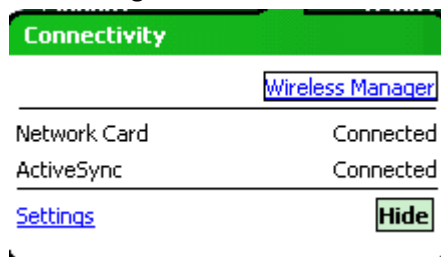 Connectivity
Wireless Manager
Network Card Connected
ActiveSync Connected
Settings Hide